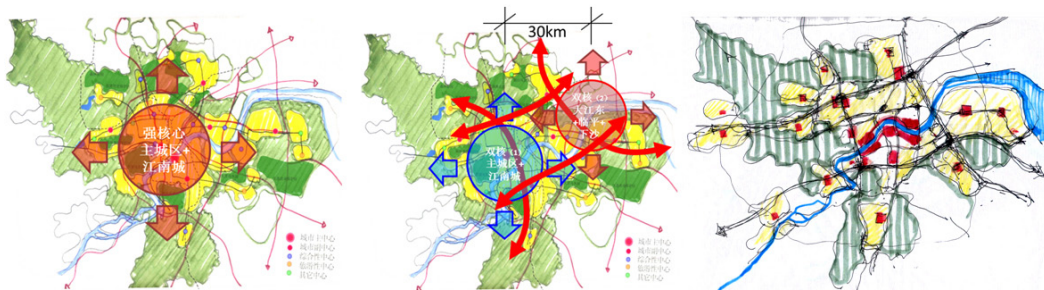 强核心
主城区+
江南城
城市主中心
城市副中心
综合性中心
旅游性中心
其它中心
30km
双核（2）
大江东
+临平+
下沙
双核（1）
主城区+
江南城
城市主中心
城市副中心
综合性中心
旅游性中心
其它中心